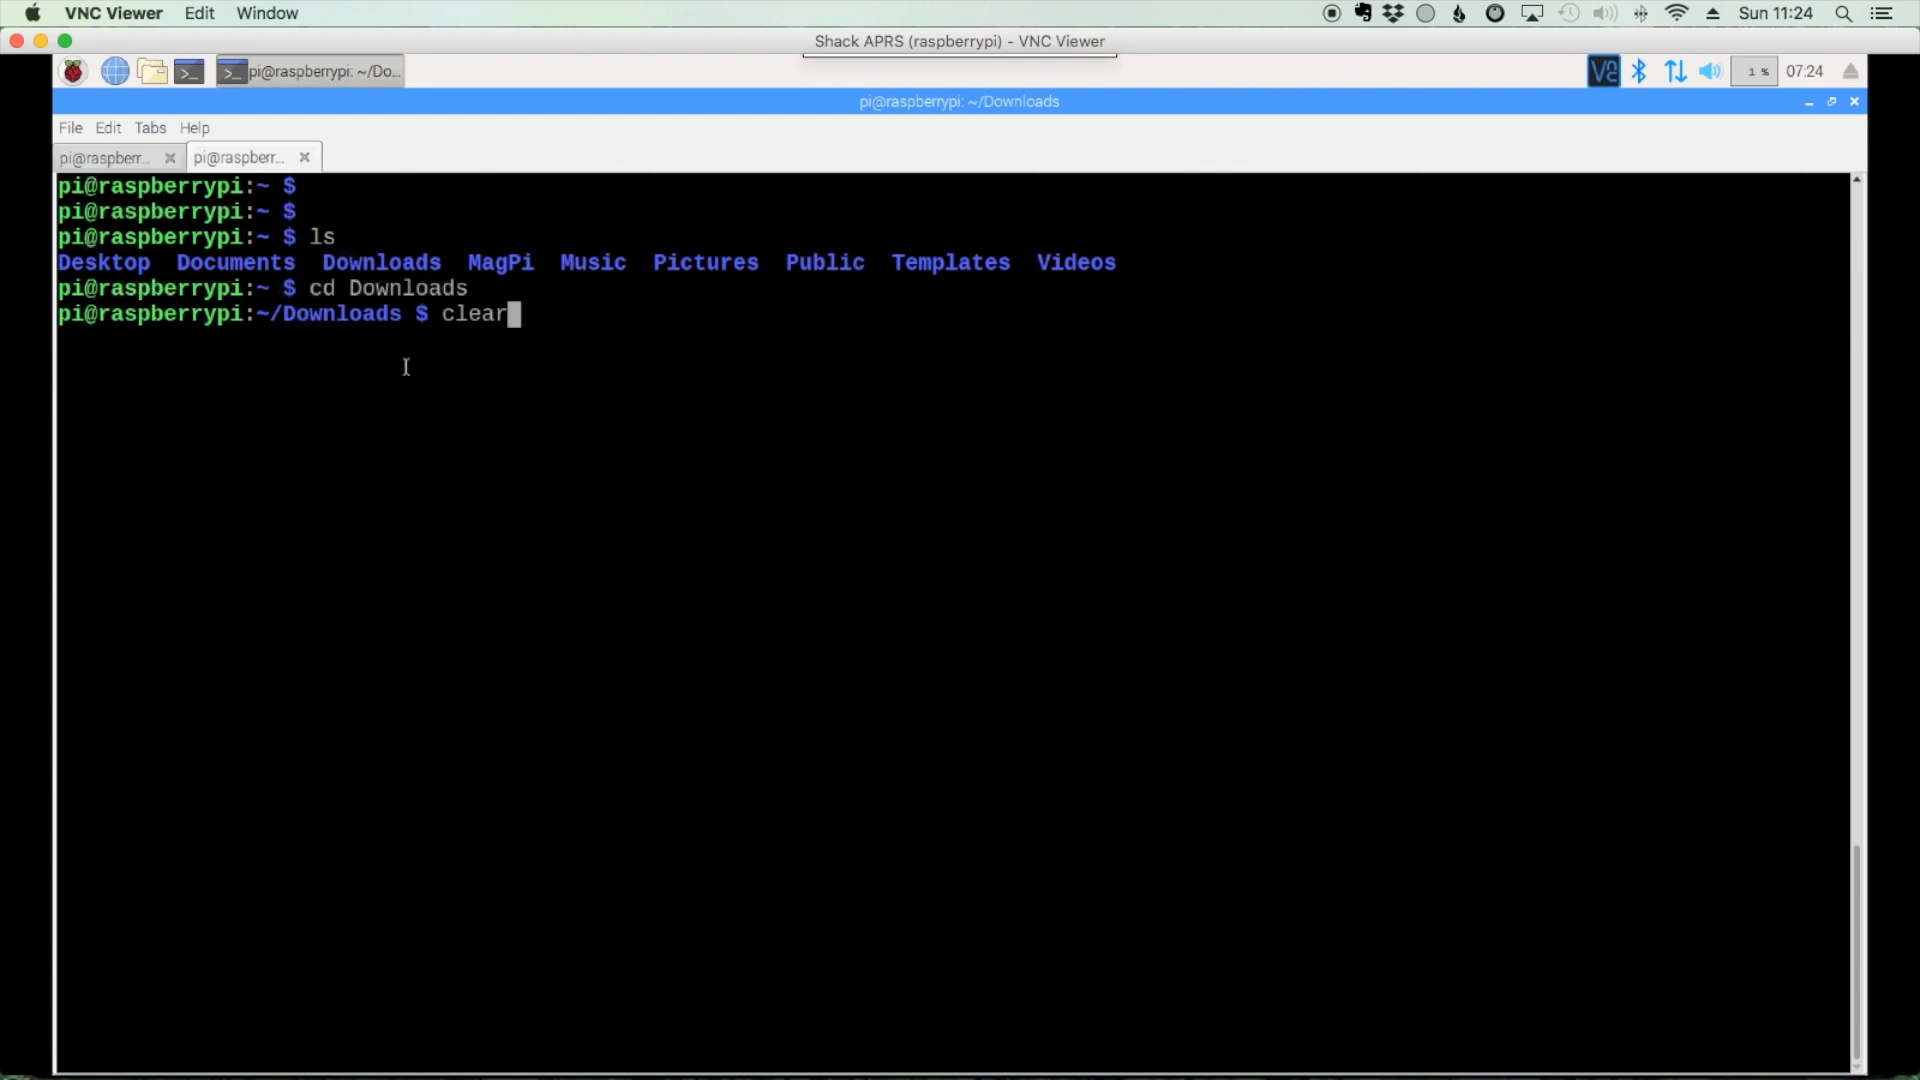 VNC Viewer Edit Window Sun 11:24
Shack APRS (raspberrypi) - VNC Viewer
>_ >_ pi@raspberrypi: ~/Do... 1 % 07:24
pi@raspberrypi: ~/Downloads
File Edit Tabs Help
pi@raspberr... pi@raspberr...
pi@raspberrypi:~ $
pi@raspberrypi:~ $
pi@raspberrypi:~ $ ls
Desktop Documents Downloads MagPi Music Pictures Public Templates Videos
pi@raspberrypi:~ $ cd Downloads
pi@raspberrypi:~/Downloads $ clear